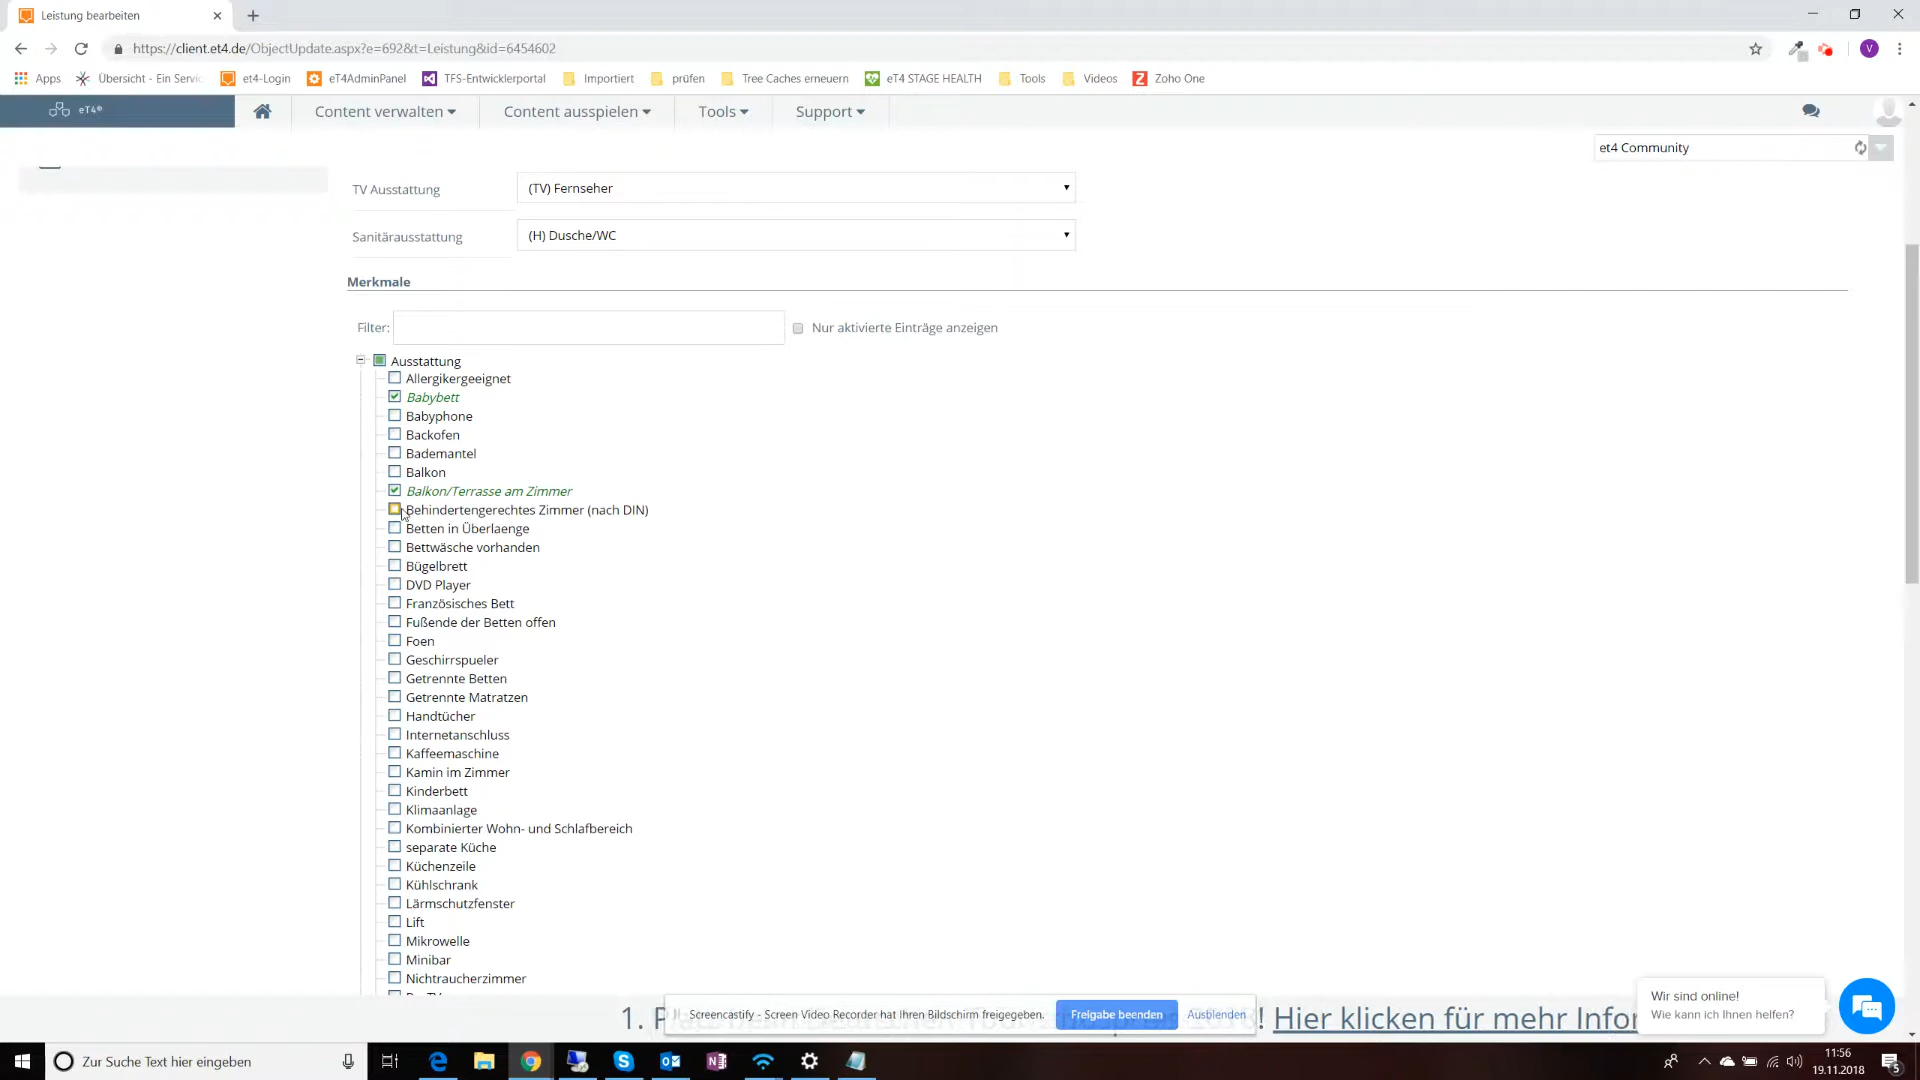 Leistung bearbeiten
https://client.et4.de/ObjectUpdate.aspx?e=692&t=Leistung&id=6454602
V
Apps
Übersicht - Ein Servic
et4-Login
eT4AdminPanel
TFS-Entwicklerportal
Importiert
prüfen
Tree Caches erneuern
eT4 STAGE HEALTH
Tools
Videos
Zoho One
eT4®
Content verwalten
Content ausspielen
Tools
Support
et4 Community
TV Ausstattung
(TV) Fernseher
Sanitärausstattung
(H) Dusche/WC
Merkmale
Filter:
Nur aktivierte Einträge anzeigen
Ausstattung
Allergikergeeignet
Babybett
Babyphone
Backofen
Bademantel
Balkon
Balkon/Terrasse am Zimmer
Behindertengerechtes Zimmer (nach DIN)
Betten in Überlaenge
Bettwäsche vorhanden
Bügelbrett
DVD Player
Französisches Bett
Fußende der Betten offen
Foen
Geschirrspueler
Getrennte Betten
Getrennte Matratzen
Handtücher
Internetanschluss
Kaffeemaschine
Kamin im Zimmer
Kinderbett
Klimaanlage
Kombinierter Wohn- und Schlafbereich
separate Küche
Küchenzeile
Kühlschrank
Lärmschutzfenster
Lift
Mikrowelle
Minibar
Nichtraucherzimmer
1.
! Hier klicken für mehr Infor
Screencastify - Screen Video Recorder hat Ihren Bildschirm freigegeben.
Freigabe beenden
Ausblenden
Wir sind online!
Wie kann ich Ihnen helfen?
Zur Suche Text hier eingeben
11:56
19.11.2018
5